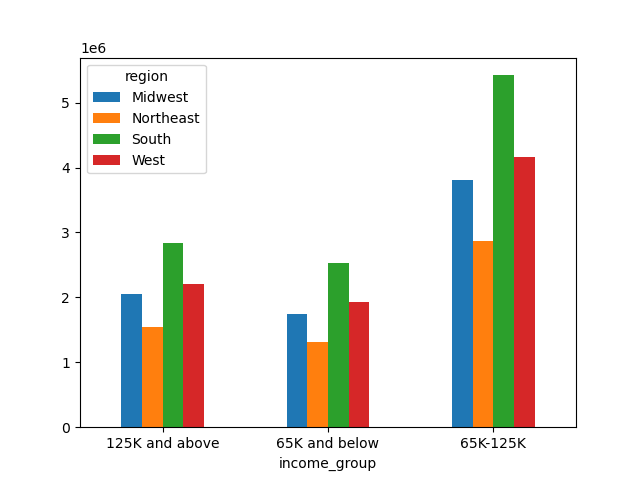 1e6
region
Midwest
Northeast
South
West
5
4
3
2
1
0
125K and above
65K and below
65K-125K
income_group